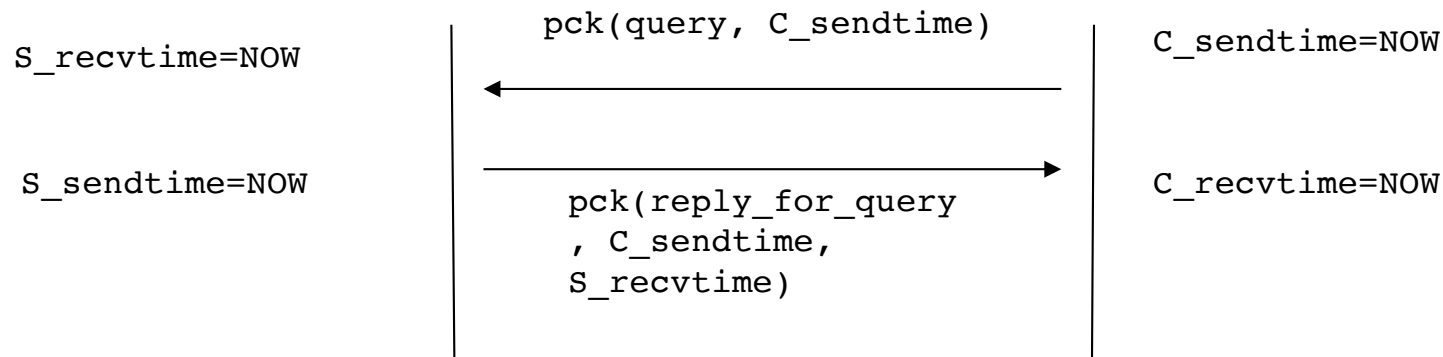 pck(query, C_sendtime)
S_recvtime=NOW
C_sendtime=NOW
S_sendtime=NOW
C_recvtime=NOW
pck(reply_for_query
, C_sendtime,
S_recvtime)